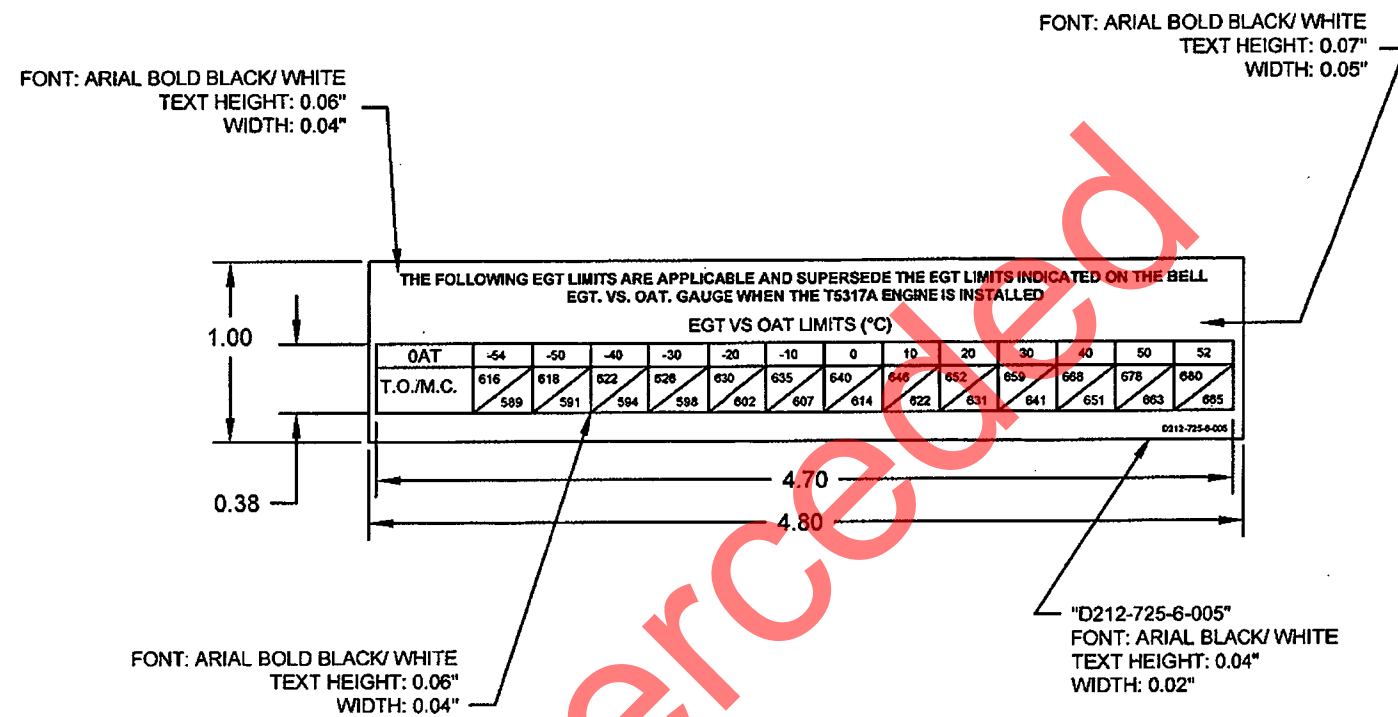 FONT: ARIAL BOLD BLACK/ WHITE
TEXT HEIGHT: 0.07"
WIDTH: 0.05"
FONT: ARIAL BOLD BLACK/ WHITE
TEXT HEIGHT: 0.06"
WIDTH: 0.04"
THE FOLLOWING EGT LIMITS ARE APPLICABLE AND SUPERSEDE THE EGT LIMITS INDICATED ON THE BELL
EGT. VS. OAT. GAUGE WHEN THE T5317A ENGINE IS INSTALLED
EGT VS OAT LIMITS (°C)
1.00
0AT -54 -50 -40 -30 -20 -10 0 10 20 30 40 50 52
T.O./M.C. 616 618 622 626 630 635 640 646 652 659 668 678 680
589 591 594 598 602 607 614 622 631 641 651 663 665
D212-725-6-005
4.70
0.38
4.80
"D212-725-6-005"
FONT: ARIAL BLACK/ WHITE
TEXT HEIGHT: 0.04"
WIDTH: 0.02"
FONT: ARIAL BOLD BLACK/ WHITE
TEXT HEIGHT: 0.06"
WIDTH: 0.04"
erceded